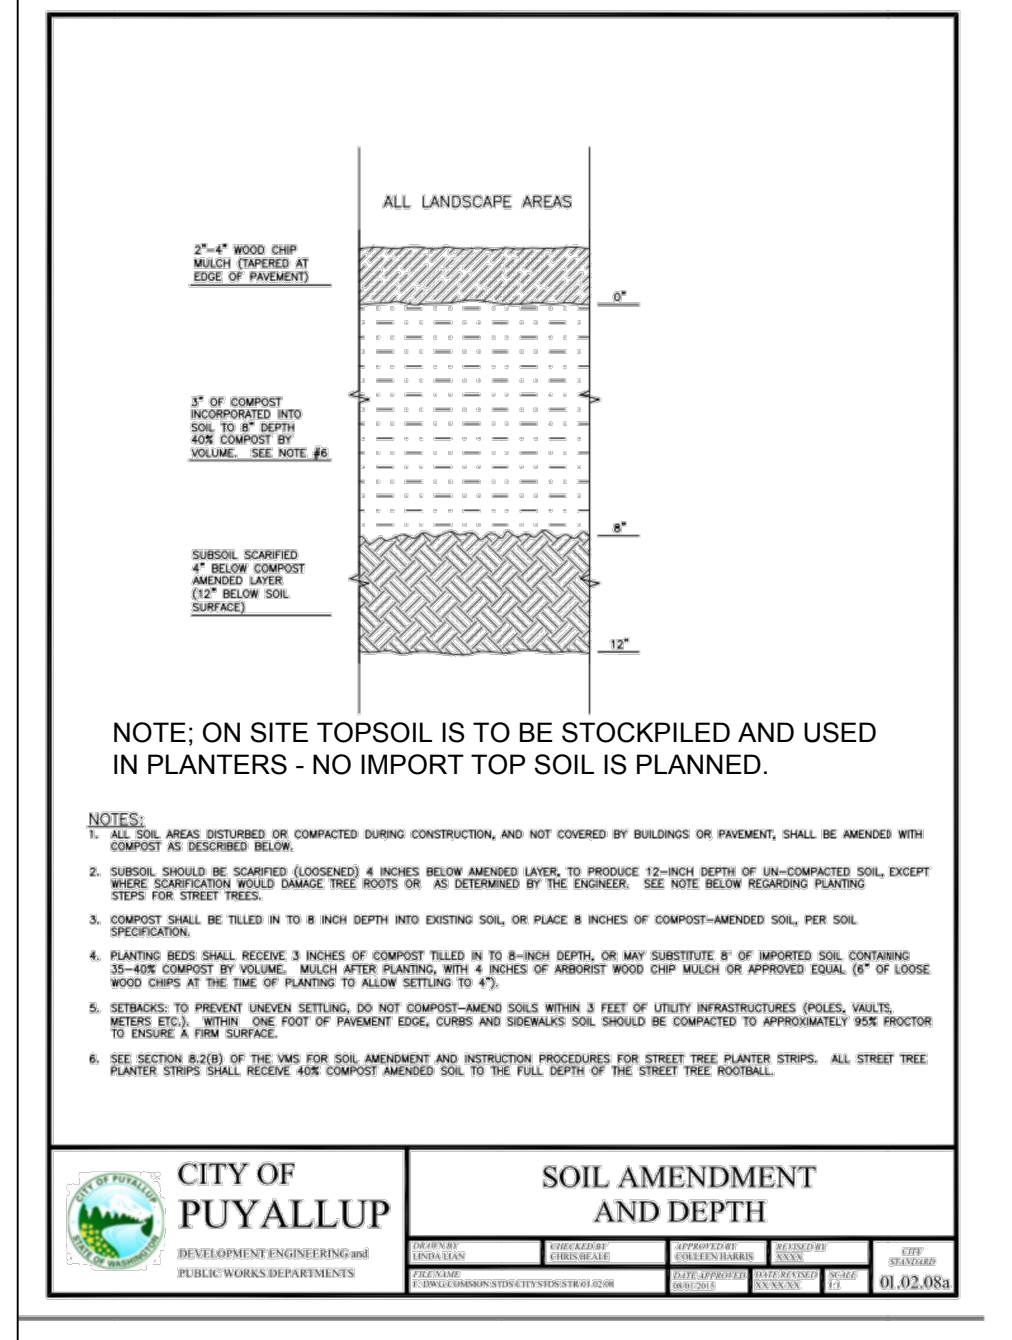 ALL LANDSCAPE AREAS
2"-4" WOOD CHIP
MULCH (TAPERED AT
EDGE OF PAVEMENT)
0"
3" OF COMPOST
INCORPORATED INTO
SOIL TO 8" DEPTH
40% COMPOST BY
VOLUME. SEE NOTE #6
8"
SUBSOIL SCARIFIED
4" BELOW COMPOST
AMENDED LAYER
(12" BELOW SOIL
SURFACE)
12"
NOTE; ON SITE TOPSOIL IS TO BE STOCKPILED AND USED
IN PLANTERS - NO IMPORT TOP SOIL IS PLANNED.
NOTES:
1. ALL SOIL AREAS DISTURBED OR COMPACTED DURING CONSTRUCTION, AND NOT COVERED BY BUILDINGS OR PAVEMENT, SHALL BE AMENDED WITH
COMPOST AS DESCRIBED BELOW.
2. SUBSOIL SHOULD BE SCARIFIED (LOOSENED) 4 INCHES BELOW AMENDED LAYER, TO PRODUCE 12-INCH DEPTH OF UN-COMPACTED SOIL, EXCEPT
WHERE SCARIFICATION WOULD DAMAGE TREE ROOTS OR AS DETERMINED BY THE ENGINEER. SEE NOTE BELOW REGARDING PLANTING
STEPS FOR STREET TREES.
3. COMPOST SHALL BE TILLED IN TO 8 INCH DEPTH INTO EXISTING SOIL, OR PLACE 8 INCHES OF COMPOST-AMENDED SOIL, PER SOIL
SPECIFICATION.
4. PLANTING BEDS SHALL RECEIVE 3 INCHES OF COMPOST TILLED IN TO 8-INCH DEPTH, OR MAY SUBSTITUTE 8" OF IMPORTED SOIL CONTAINING
35-40% COMPOST BY VOLUME. MULCH AFTER PLANTING, WITH 4 INCHES OF ARBORIST WOOD CHIP MULCH OR APPROVED EQUAL (6" OF LOOSE
WOOD CHIPS AT THE TIME OF PLANTING TO ALLOW SETTLING TO 4").
5. SETBACKS: TO PREVENT UNEVEN SETTLING, DO NOT COMPOST-AMEND SOILS WITHIN 3 FEET OF UTILITY INFRASTRUCTURES (POLES, VAULTS,
METERS ETC.). WITHIN ONE FOOT OF PAVEMENT EDGE, CURBS AND SIDEWALKS SOIL SHOULD BE COMPACTED TO APPROXIMATELY 95% PROCTOR
TO ENSURE A FIRM SURFACE.
6. SEE SECTION 8.2(B) OF THE VMS FOR SOIL AMENDMENT AND INSTRUCTION PROCEDURES FOR STREET TREE PLANTER STRIPS. ALL STREET TREE
PLANTER STRIPS SHALL RECEIVE 40% COMPOST AMENDED SOIL TO THE FULL DEPTH OF THE STREET TREE ROOTBALL.
CITY OF PUYALLUP
STATE OF WASHINGTON
CITY OF
PUYALLUP
DEVELOPMENT ENGINEERING and
PUBLIC WORKS DEPARTMENTS
SOIL AMENDMENT
AND DEPTH
DRAWN BY
LINDA LIAN
CHECKED BY
CHRIS BEALE
APPROVED BY
COLLEEN HARRIS
REVISED BY
XXXX
FILE NAME
F:\DWG\COMMON\STDS\CITYSTDS\STR\01.02.08
DATE APPROVED
08/01/2015
DATE REVISED
XX/XX/XX
SCALE
1:1
CITY
STANDARD
01.02.08a